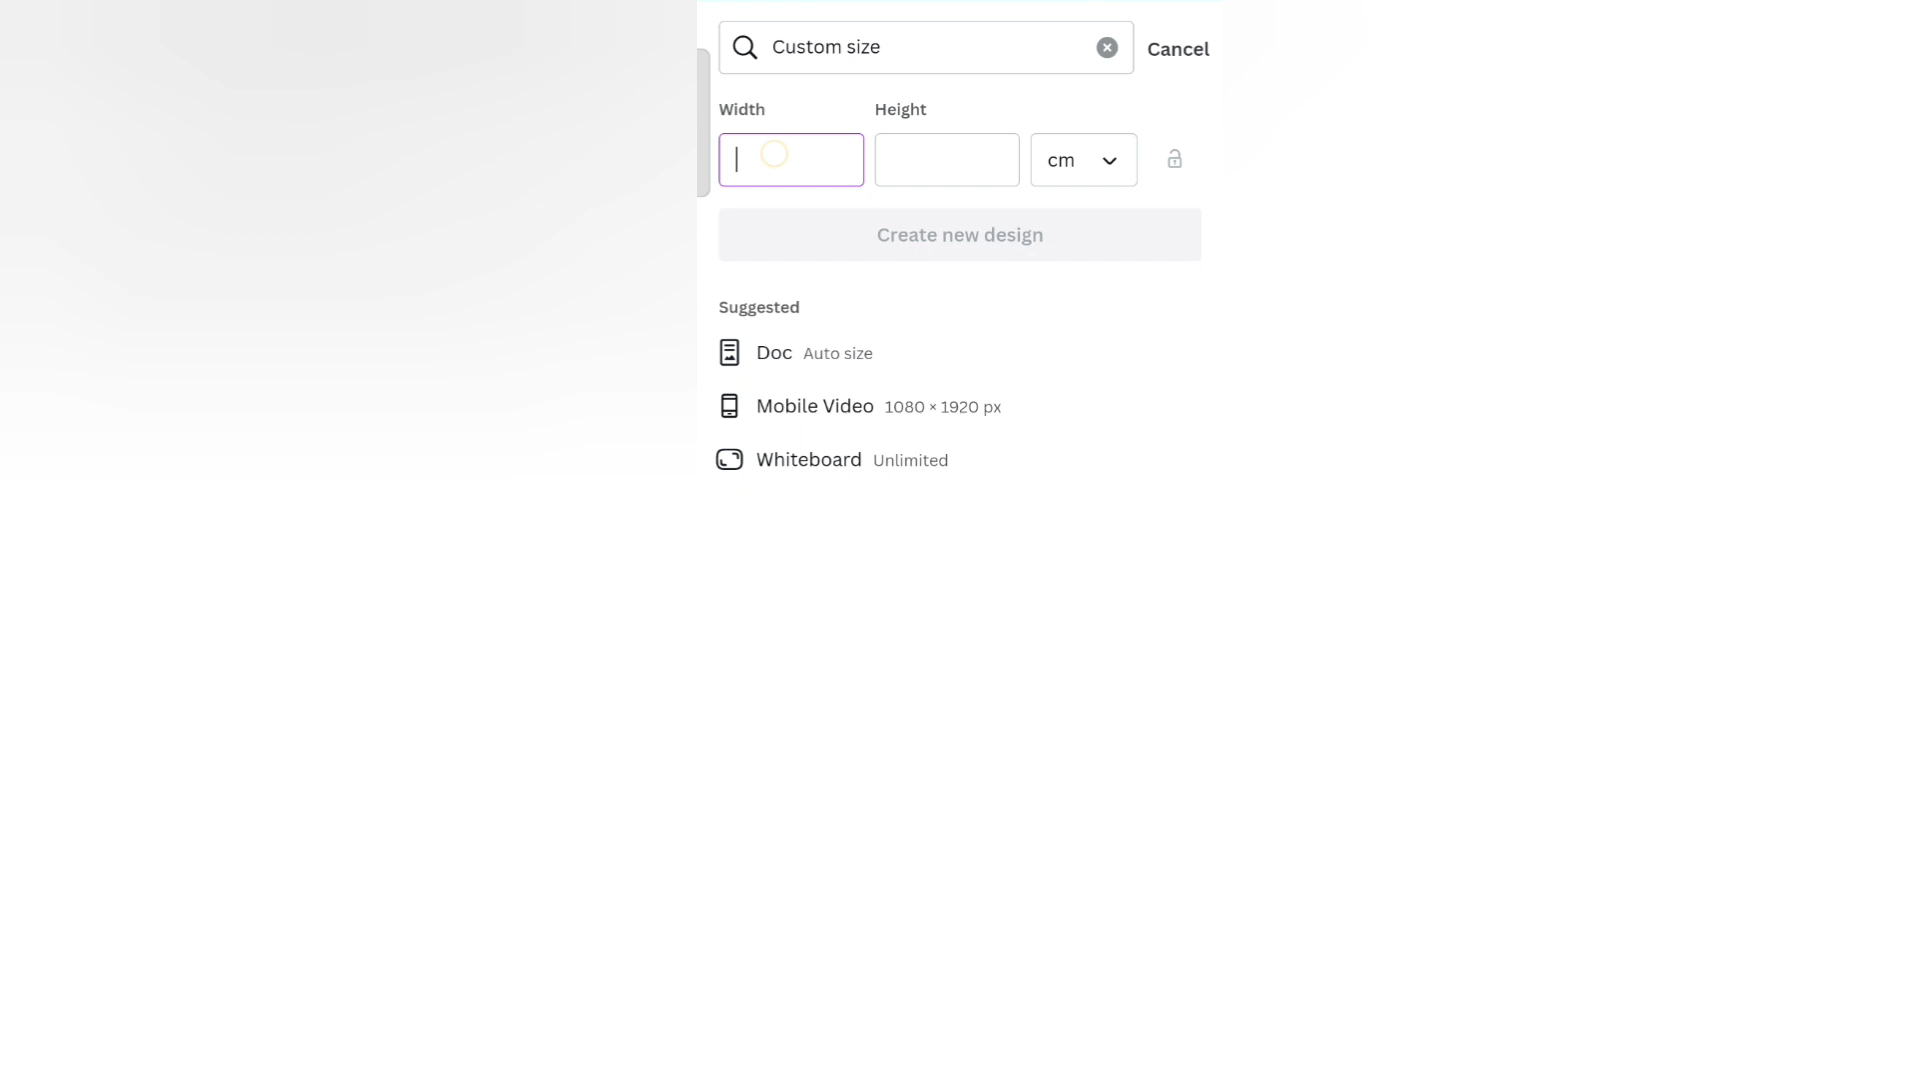 Custom size
Cancel
Width Height
cm
Create new design
Suggested
Doc Auto size
Mobile Video 1080 × 1920 px
Whiteboard Unlimited